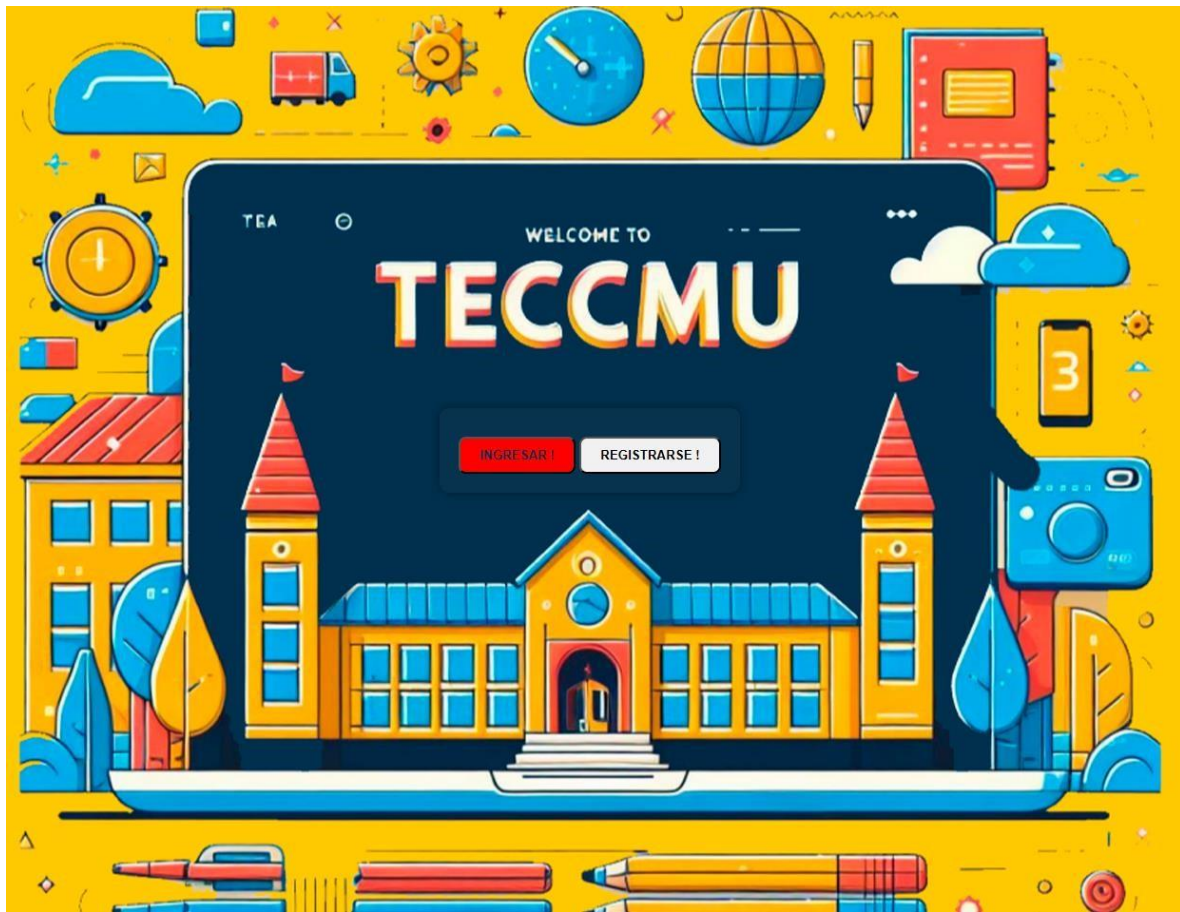 TEA
WELCOME TO
TECCMU
3
INGRESAR !
REGISTRARSE !